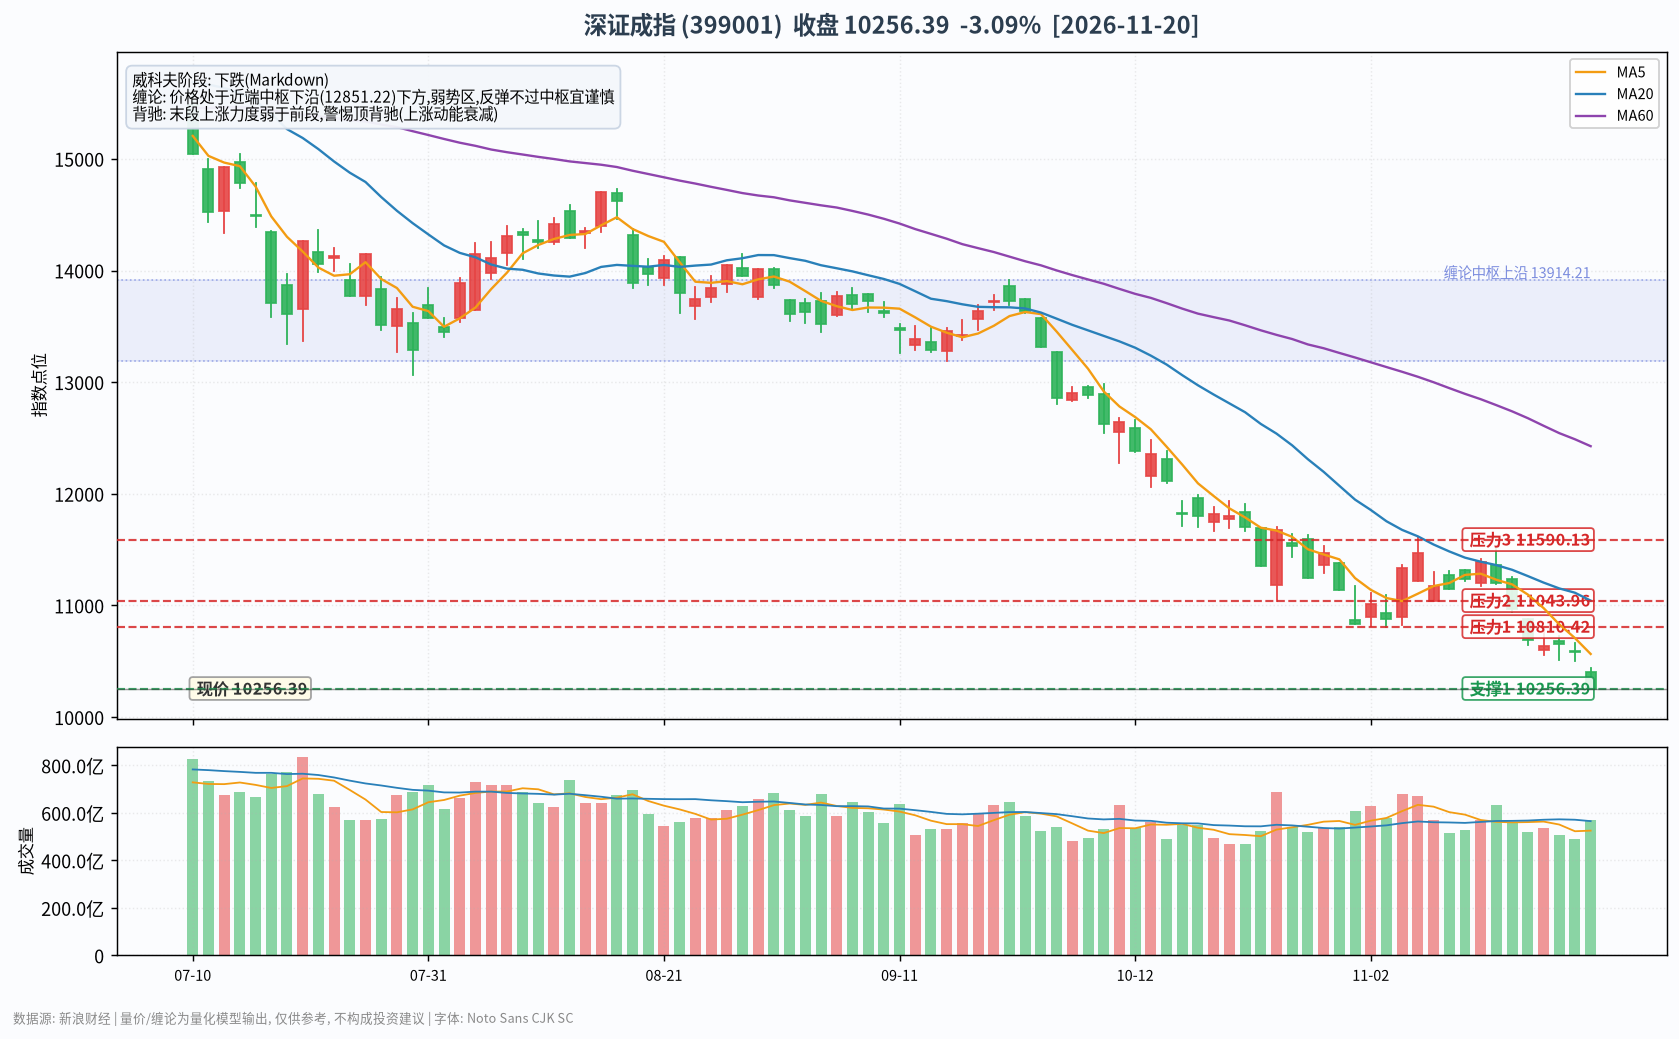 深证成指 (399001) 收盘 10256.39 -3.09% [2026-11-20]
威科夫阶段: 下跌(Markdown)
缠论: 价格处于近端中枢下沿(12851.22)下方,弱势区,反弹不过中枢宜谨慎
背驰: 末段上涨力度弱于前段,警惕顶背驰(上涨动能衰减)
MA5
MA20
MA60
缠论中枢上沿 13914.21
指数点位
15000
14000
13000
12000
11000
10000
压力3 11590.13
压力2 11043.96
压力1 10810.42
现价 10256.39
支撑1 10256.39
成交量
800.0亿
600.0亿
400.0亿
200.0亿
0
07-10
07-31
08-21
09-11
10-12
11-02
数据源: 新浪财经 | 量价/缠论为量化模型输出, 仅供参考, 不构成投资建议 | 字体: Noto Sans CJK SC